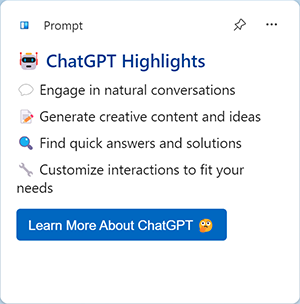 Prompt
🤖 ChatGPT Highlights
💬 Engage in natural conversations
📝 Generate creative content and ideas
🔍 Find quick answers and solutions
🔧 Customize interactions to fit your
needs
Learn More About ChatGPT 🤔